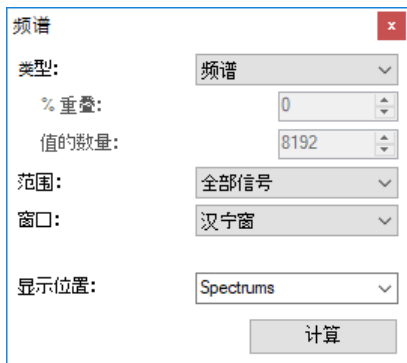 频谱
类型: 频谱
% 重叠: 0
值的数量: 8192
范围: 全部信号
窗口: 汉宁窗
显示位置: Spectrums
计算